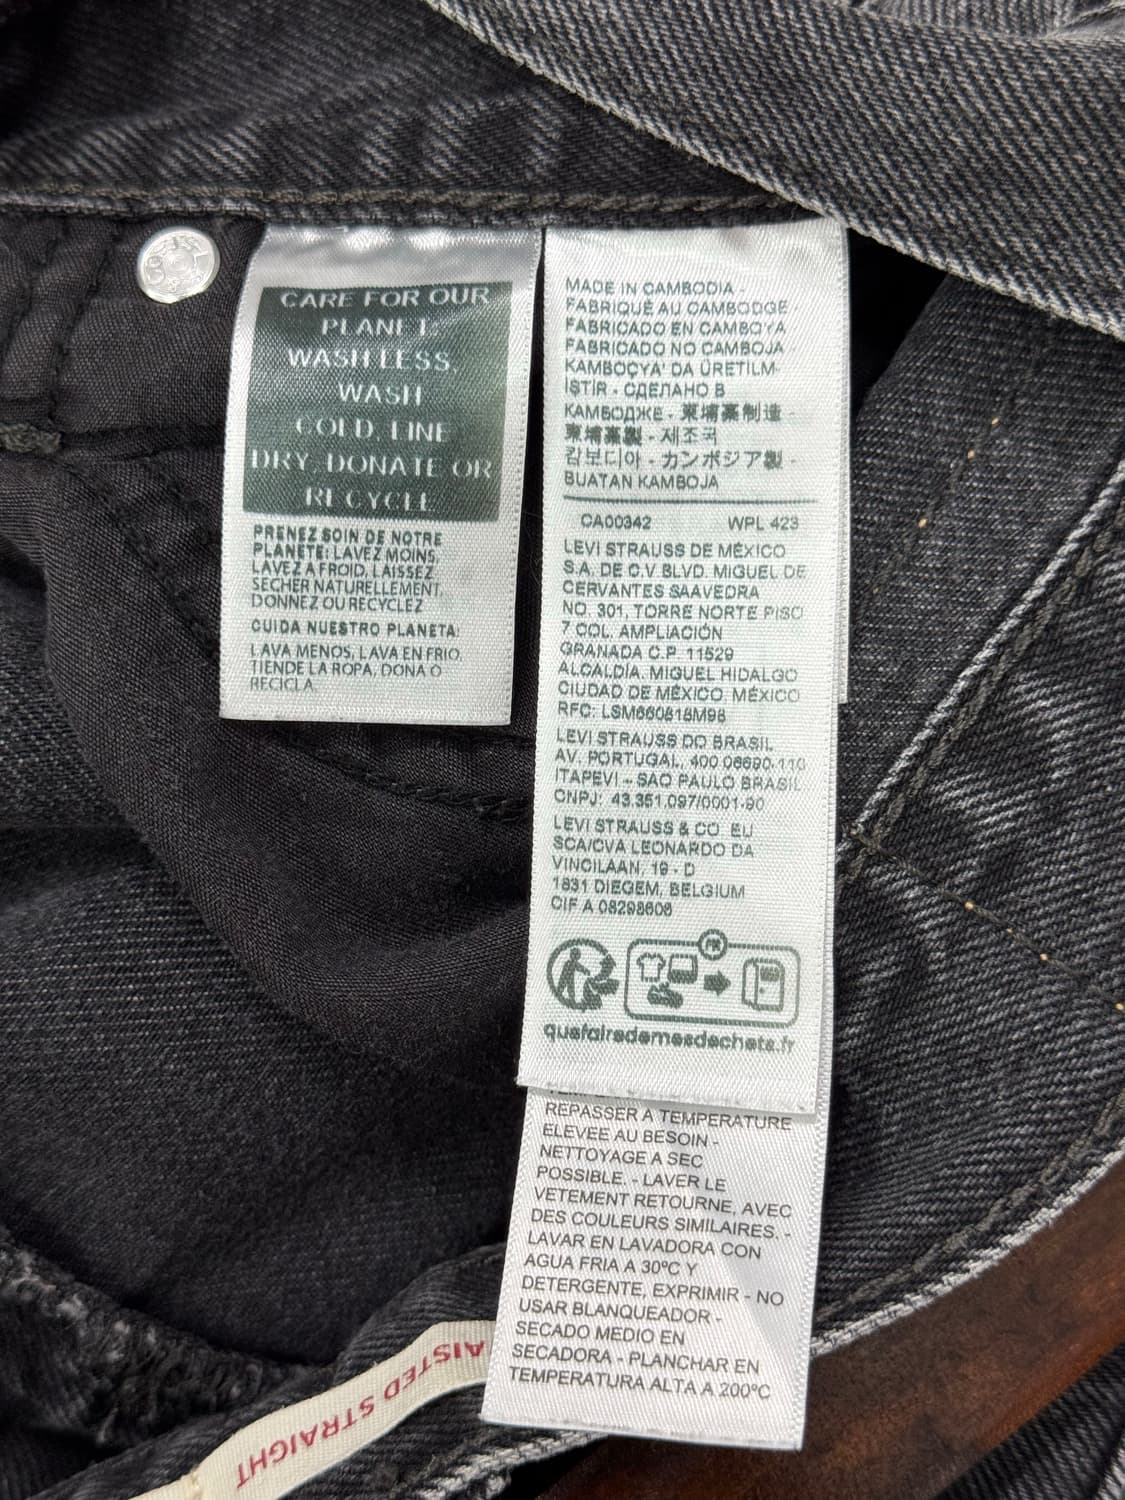 CARE FOR OUR
PLANET:
WASH LESS,
WASH
COLD, LINE
DRY, DONATE OR
RECYCLE
PRENEZ SOIN DE NOTRE
PLANETE: LAVEZ MOINS,
LAVEZ A FROID, LAISSEZ
SECHER NATURELLEMENT,
DONNEZ OU RECYCLEZ
CUIDA NUESTRO PLANETA:
LAVA MENOS, LAVA EN FRIO,
TIENDE LA ROPA, DONA O
RECICLA.
MADE IN CAMBODIA -
FABRIQUÉ AU CAMBODGE
FABRICADO EN CAMBOYA
FABRICADO NO CAMBOJA -
KAMBOÇYA' DA ÜRETILM-
IŞTIR - СДЕЛАНО В
КАМБОДЖЕ - 柬埔寨制造 -
柬埔寨製 - 제조국
캄보디아 - カンボジア製 -
BUATAN KAMBOJA
CA00342 WPL 423
LEVI STRAUSS DE MÉXICO
S.A. DE C.V. BLVD. MIGUEL DE
CERVANTES SAAVEDRA
NO. 301, TORRE NORTE PISO
7 COL. AMPLIACIÓN
GRANADA C.P. 11529
ALCALDÍA. MIGUEL HIDALGO
CIUDAD DE MÉXICO. MÉXICO
RFC: LSM660818M98
LEVI STRAUSS DO BRASIL
AV. PORTUGAL, 400 06690-110
ITAPEVI - SAO PAULO BRASIL
CNPJ: 43.351.097/0001-90
LEVI STRAUSS & CO EU
SCA/CVA LEONARDO DA
VINCILAAN, 19 - D
1831 DIEGEM, BELGIUM
CIF A 08298606
FR
quefairedemesdechets.fr
REPASSER A TEMPERATURE
ELEVEE AU BESOIN -
NETTOYAGE A SEC
POSSIBLE. - LAVER LE
VETEMENT RETOURNE, AVEC
DES COULEURS SIMILAIRES. -
LAVAR EN LAVADORA CON
AGUA FRIA A 30ºC Y
DETERGENTE, EXPRIMIR - NO
USAR BLANQUEADOR -
SECADO MEDIO EN
SECADORA - PLANCHAR EN
TEMPERATURA ALTA A 200ºC
AISTED STRAIGHT